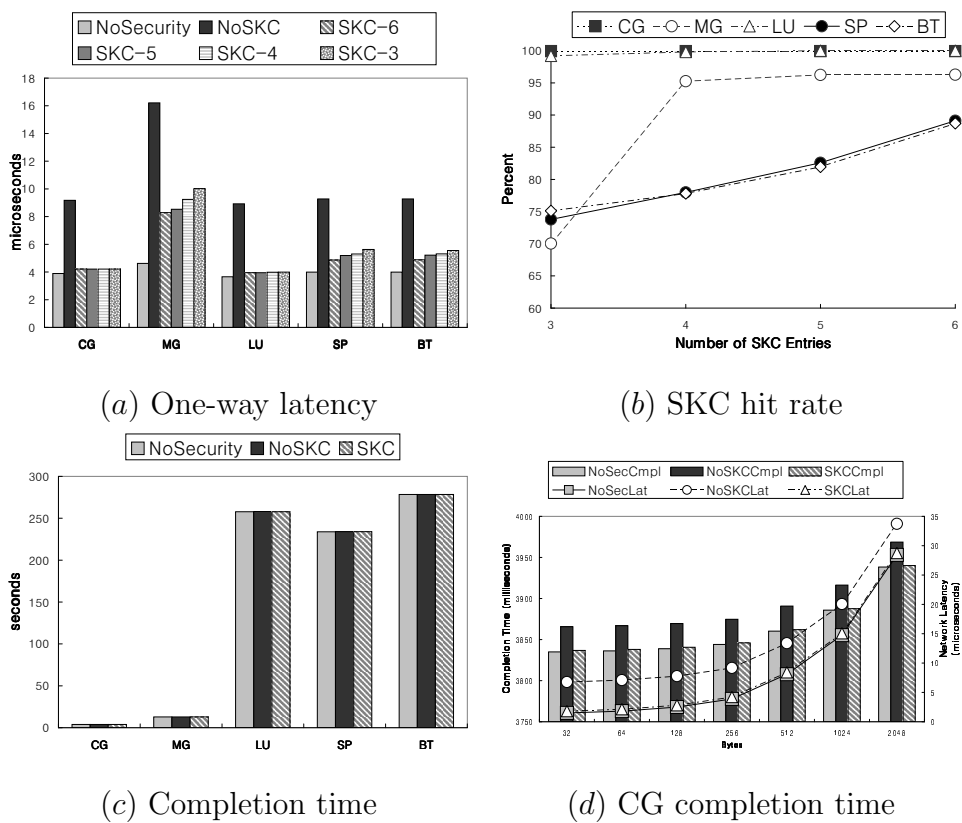 NoSecurity NoSKC SKC-6
SKC-5 SKC-4 SKC-3
18
16
14
12
10
8
6
4
2
0
microseconds
CG MG LU SP BT
(a) One-way latency
CG MG LU SP BT
100
95
90
85
80
75
70
65
60
Percent
3 4 5 6
Number of SKC Entries
(b) SKC hit rate
NoSecurity NoSKC SKC
300
250
200
150
100
50
0
seconds
CG MG LU SP BT
(c) Completion time
NoSecCmpl NoSKCCmpl SKCCmpl
NoSecLat NoSKCLat SKCLat
4000
3950
3900
3850
3800
3750
Completion Time (milliseconds)
35
30
25
20
15
10
5
0
Network Latency
(microseconds)
32 64 128 256 512 1024 2048
Bytes
(d) CG completion time